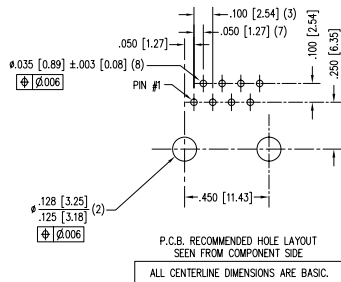 .100 [2.54] (3)
.050 [1.27] (7)
.050 [1.27]
.100 [2.54]
.250 [6.35]
ø.035 [0.89] ±.003 [0.08] (8)
⌖ Ø.006
PIN #1
.450 [11.43]
ø .128 [3.25]
.125 [3.18] (2)
⌖ Ø.006
P.C.B. RECOMMENDED HOLE LAYOUT
SEEN FROM COMPONENT SIDE
ALL CENTERLINE DIMENSIONS ARE BASIC.